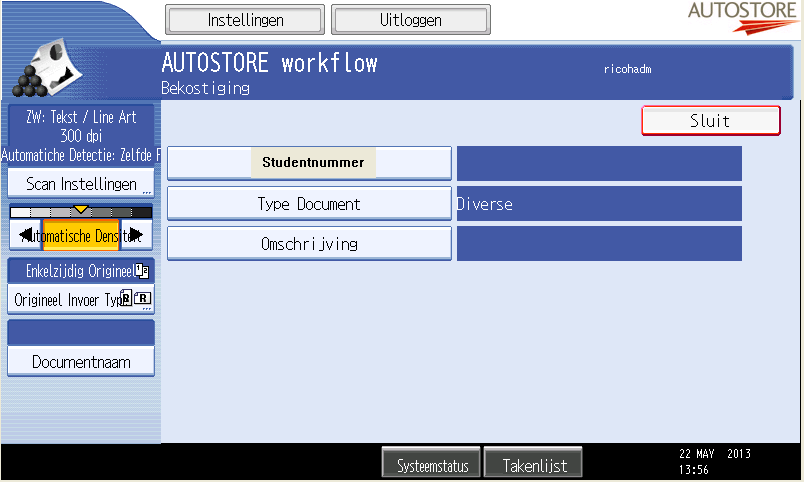 Instellingen
Uitloggen
AUTOSTORE
AUTOSTORE workflow
ricohadm
Bekostiging
ZW: Tekst / Line Art
300 dpi
Automatiche Detectie: Zelfde F
Scan Instellingen
Automatische Densiteit
Enkelzijdig Origineel
Origineel Invoer Type
Documentnaam
Sluit
Studentnummer
Type Document
Diverse
Omschrijving
Systeemstatus
Takenlijst
22 MAY 2013
13:56